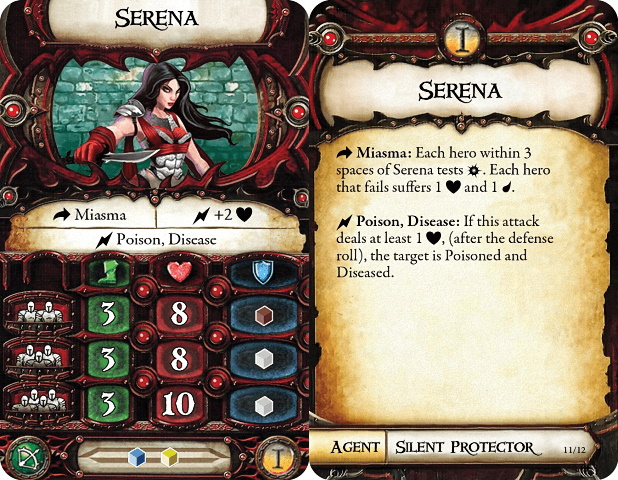 SERENA
Miasma
+2
Poison, Disease
3 8
3 8
3 10
I
I
SERENA
Miasma: Each hero within 3
spaces of Serena tests . Each hero
that fails suffers 1 and 1 .
Poison, Disease: If this attack
deals at least 1 , (after the defense
roll), the target is Poisoned and
Diseased.
AGENT SILENT PROTECTOR 11/12